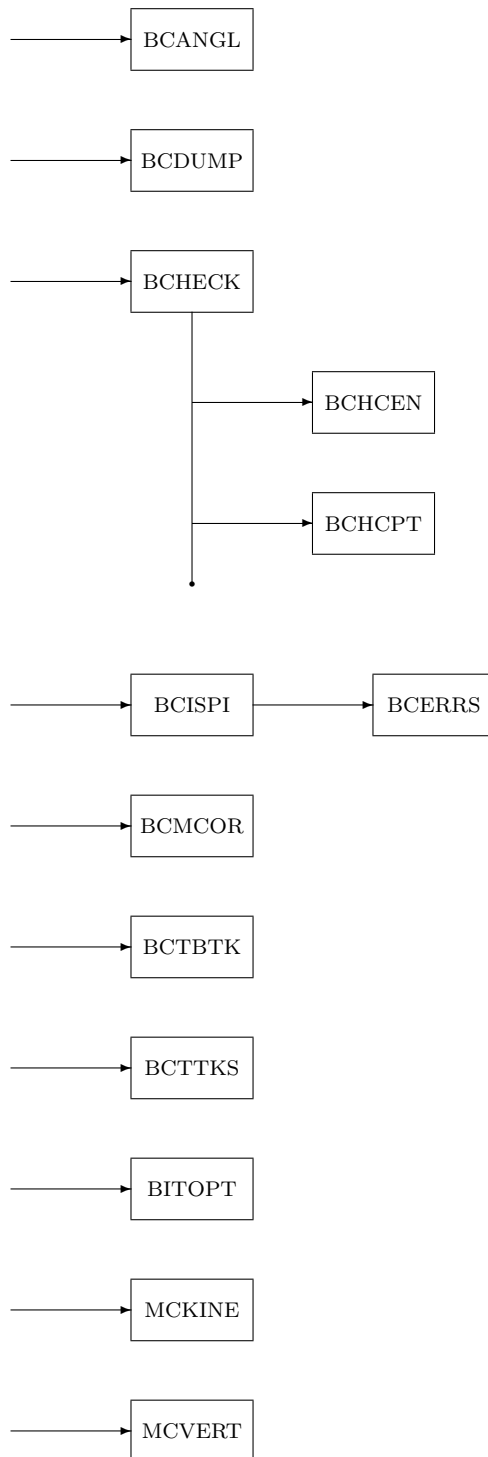 BCANGL
BCDUMP
BCHECK
BCHCEN
BCHCPT
BCISPI BCERRS
BCMCOR
BCTBTK
BCTTKS
BITOPT
MCKINE
MCVERT